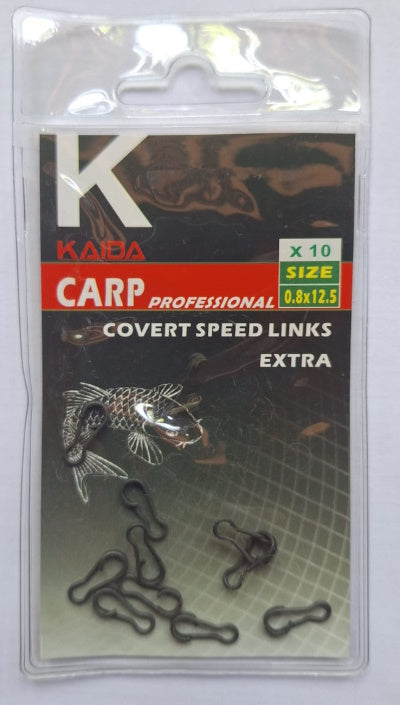 K
KAIDA
X 10
SIZE
0.8x12.5
CARP PROFESSIONAL
COVERT SPEED LINKS
EXTRA